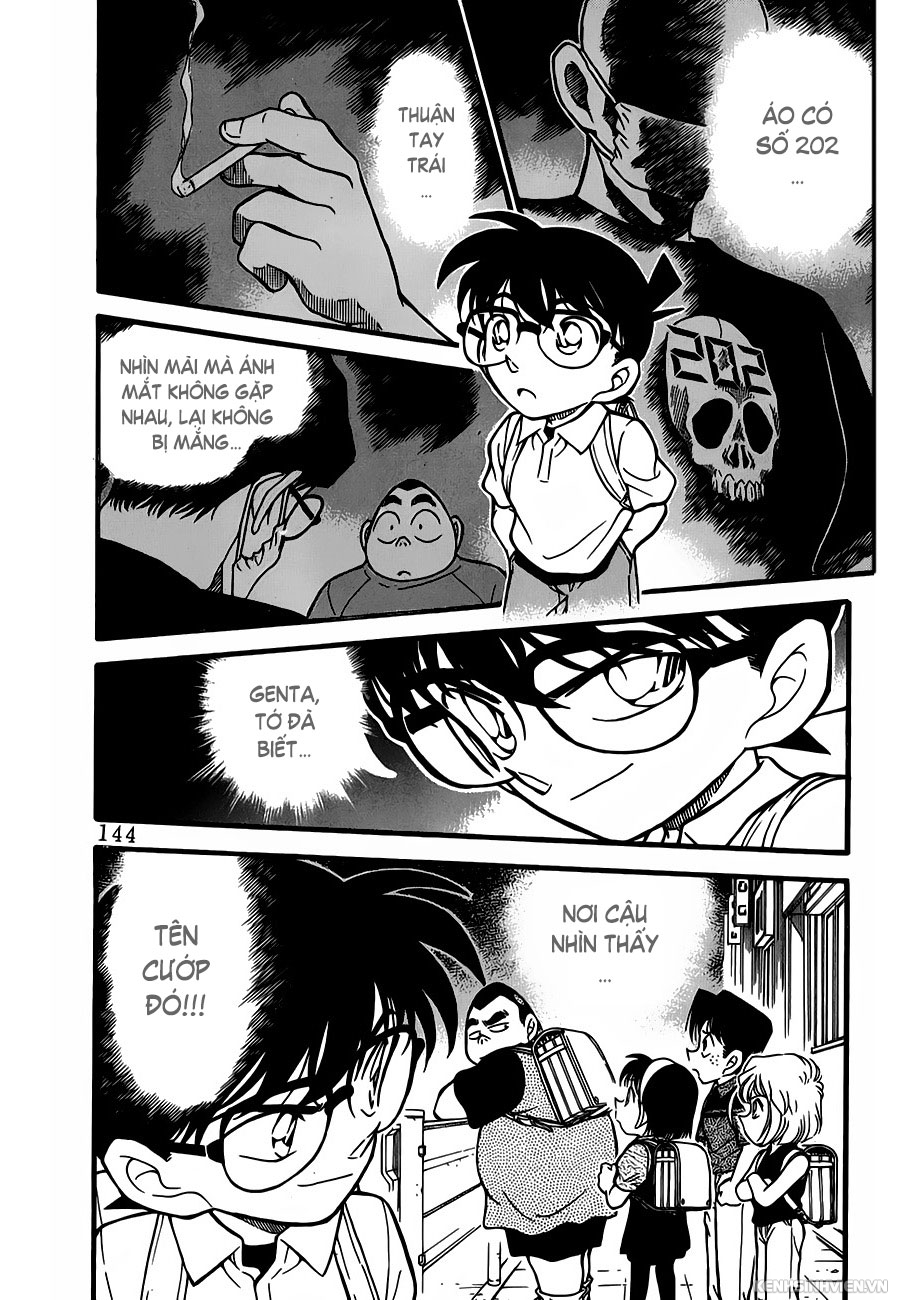 ÁO CÓ
SỐ 202
...
THUẬN
TAY
TRÁI
...
202
NHÌN MÃI MÀ ÁNH
MẮT KHÔNG GẶP
NHAU, LẠI KHÔNG
BỊ MẮNG...
GENTA,
TỚ ĐÃ
BIẾT...
144
NƠI CẬU
NHÌN THẤY
...
TÊN
CƯỚP
ĐÓ!!!
KENHSINHVIEN.VN